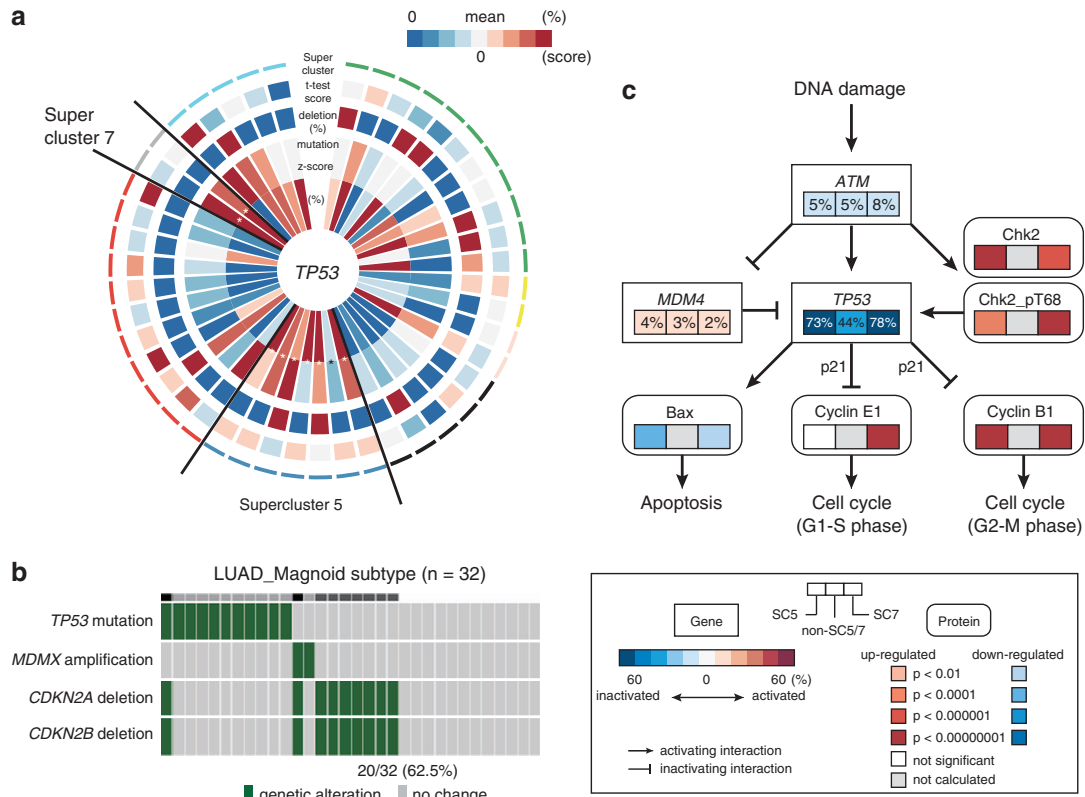 a
0 mean (%)
0 (score)
Super
cluster
t-test
score
deletion
(%)
mutation
z-score
(%)
Super
cluster 7
TP53
* *
* * * * * *
Supercluster 5
b
LUAD_Magnoid subtype (n = 32)
TP53 mutation
MDMX amplification
CDKN2A deletion
CDKN2B deletion
20/32 (62.5%)
genetic alteration no change
c
DNA damage
ATM
5% 5% 8%
Chk2
MDM4
4% 3% 2%
TP53
73% 44% 78%
Chk2_pT68
p21 p21
Bax
Cyclin E1
Cyclin B1
Apoptosis
Cell cycle
(G1-S phase)
Cell cycle
(G2-M phase)
Gene
SC5 SC7
non-SC5/7
Protein
60 0 60 (%)
inactivated activated
up-regulated down-regulated
p < 0.01
p < 0.0001
p < 0.000001
p < 0.00000001
not significant
not calculated
activating interaction
inactivating interaction